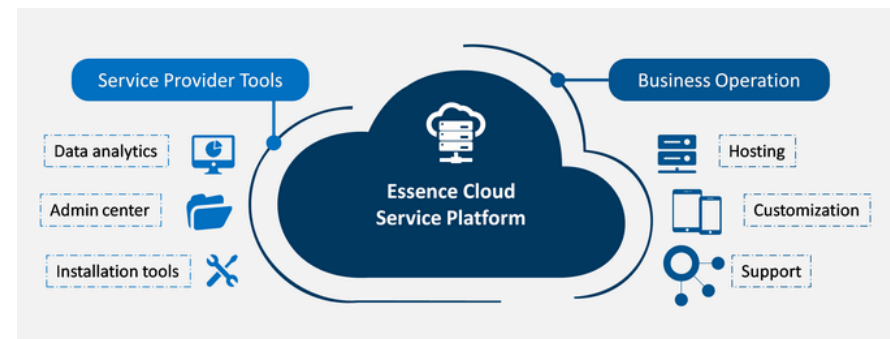 Service Provider Tools
Data analytics
Admin center
Installation tools
Essence Cloud
Service Platform
Business Operation
Hosting
Customization
Support